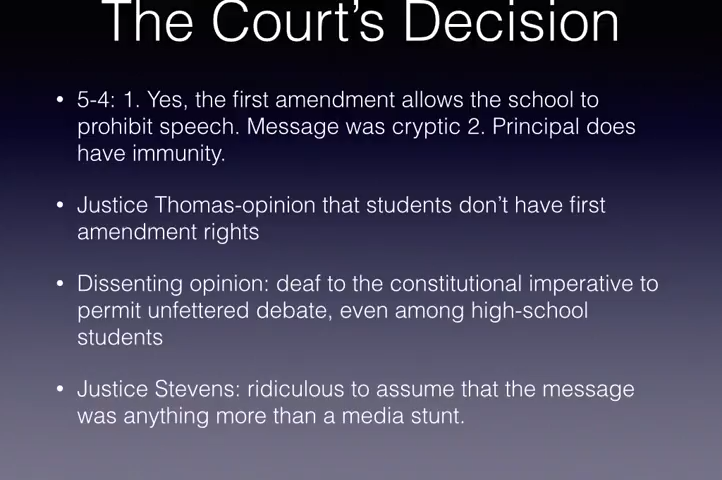 The Court's Decision
• 5-4: 1. Yes, the first amendment allows the school to
prohibit speech. Message was cryptic 2. Principal does
have immunity.
• Justice Thomas-opinion that students don't have first
amendment rights
• Dissenting opinion: deaf to the constitutional imperative to
permit unfettered debate, even among high-school
students
• Justice Stevens: ridiculous to assume that the message
was anything more than a media stunt.